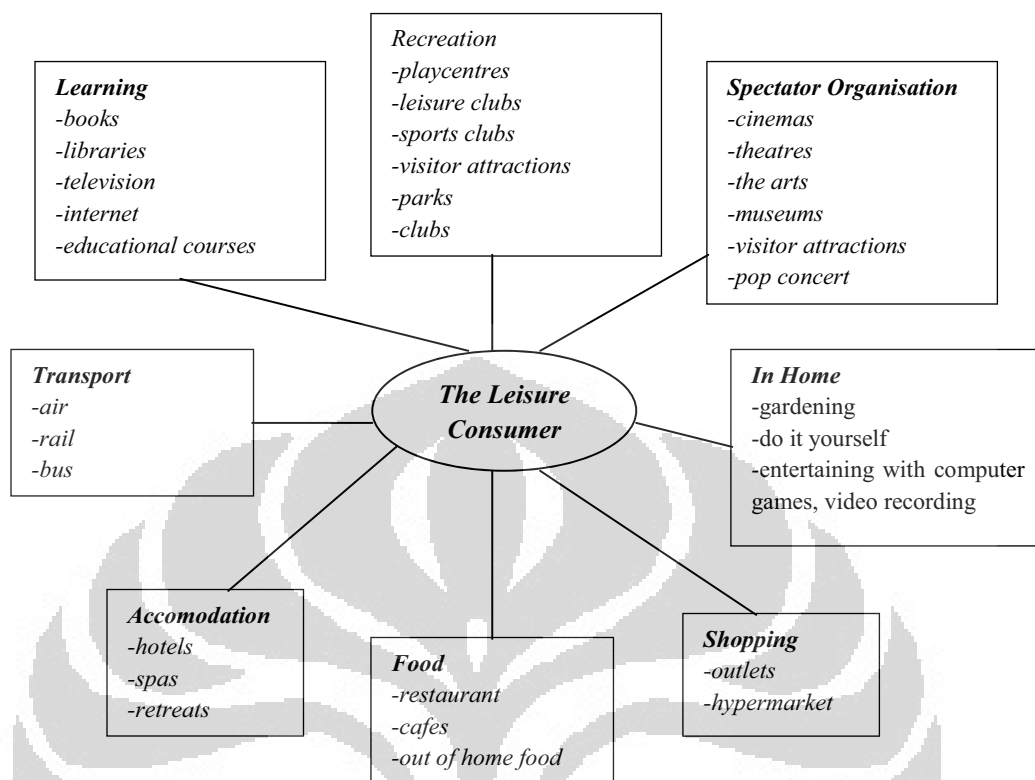 Learning
-books
-libraries
-television
-internet
-educational courses
Recreation
-playcentres
-leisure clubs
-sports clubs
-visitor attractions
-parks
-clubs
Spectator Organisation
-cinemas
-theatres
-the arts
-museums
-visitor attractions
-pop concert
Transport
-air
-rail
-bus
The Leisure
Consumer
In Home
-gardening
-do it yourself
-entertaining with computer
games, video recording
Accomodation
-hotels
-spas
-retreats
Food
-restaurant
-cafes
-out of home food
Shopping
-outlets
-hypermarket